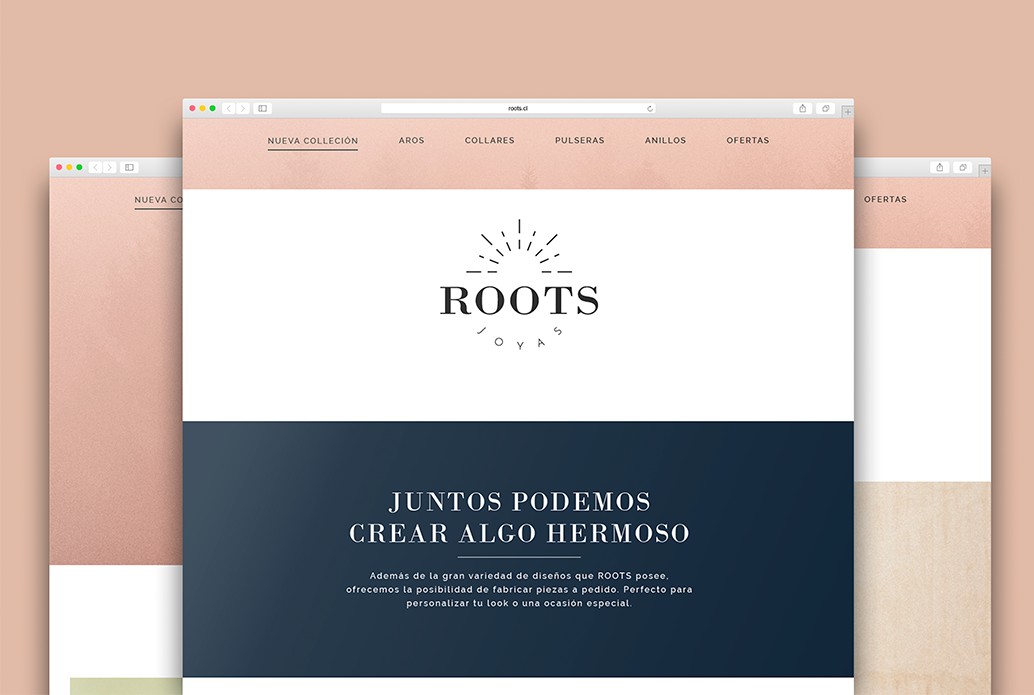 roots.cl
NUEVA COLLECIÓN AROS COLLARES PULSERAS ANILLOS OFERTAS
NUEVA CO
OFERTAS
ROOTS
JOYAS
JUNTOS PODEMOS
CREAR ALGO HERMOSO
Además de la gran variedad de diseños que ROOTS posee,
ofrecemos la posibilidad de fabricar piezas a pedido. Perfecto para
personalizar tu look o una ocasión especial.